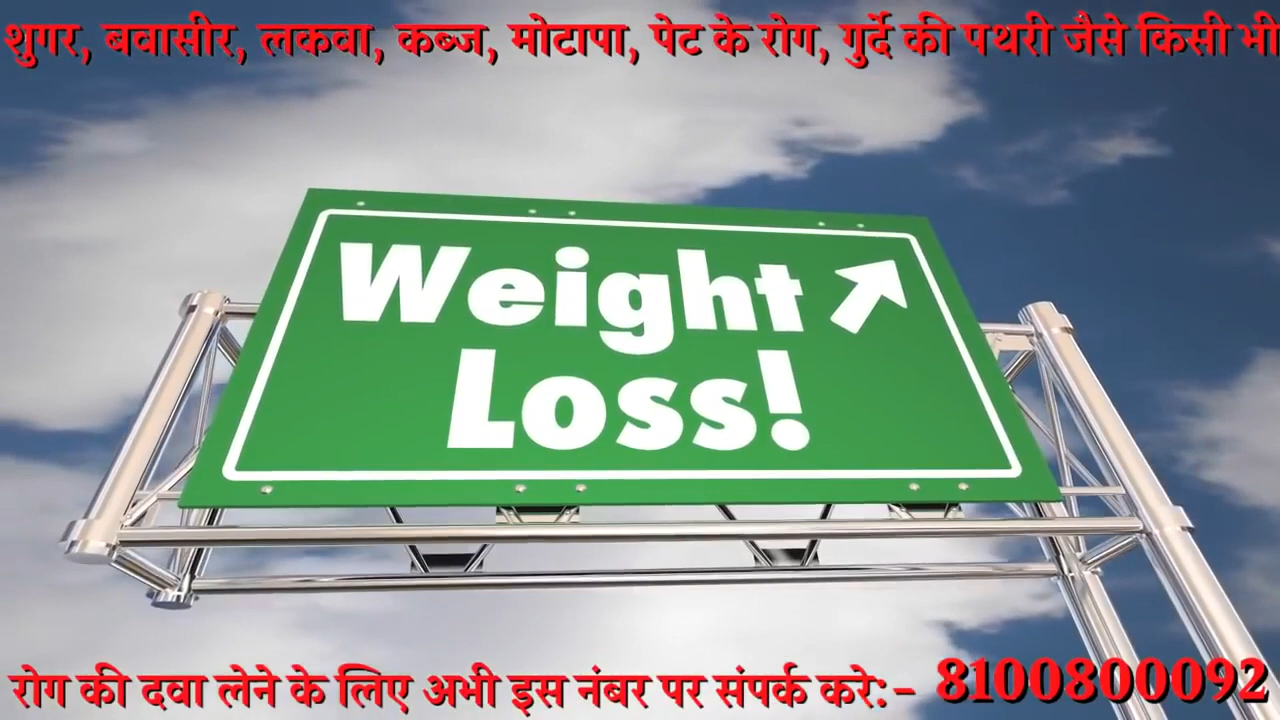 शुगर, बवासीर, लकवा, कब्ज, मोटापा, पेट के रोग, गुर्दे की पथरी जैसे किसी भी
Weight
Loss!
रोग की दवा लेने के लिए अभी इस नंबर पर संपर्क करे:- 8100800092